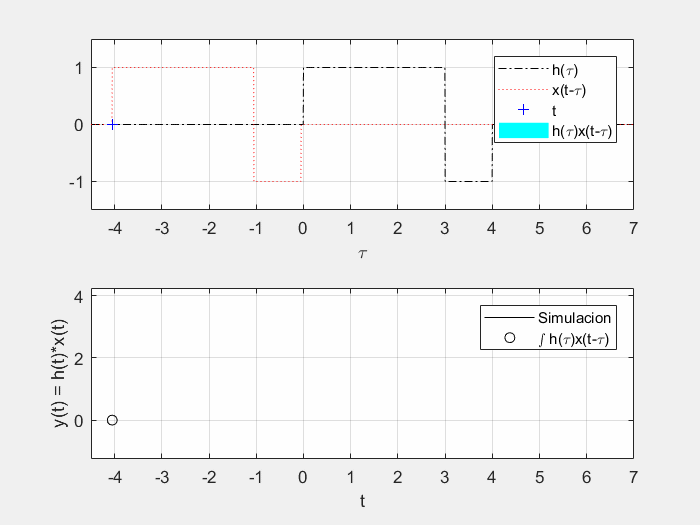 1
0
-1
-4 -3 -2 -1 0 1 2 3 4 5 6 7
τ
h(τ)
x(t-τ)
t
h(τ)x(t-τ)
y(t) = h(t)*x(t)
4
2
0
-4 -3 -2 -1 0 1 2 3 4 5 6 7
t
Simulacion
∫ h(τ)x(t-τ)